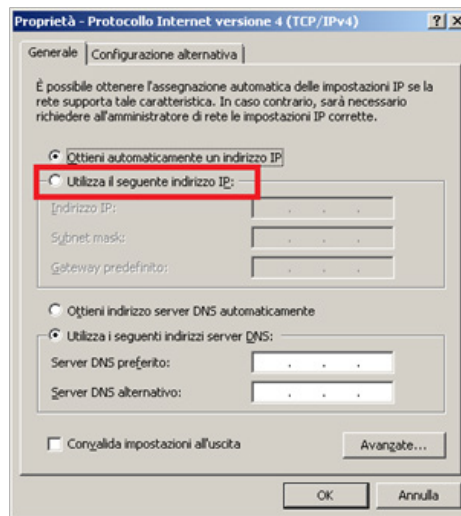 Proprietà - Protocollo Internet versione 4 (TCP/IPv4)
Generale
Configurazione alternativa
È possibile ottenere l'assegnazione automatica delle impostazioni IP se la
rete supporta tale caratteristica. In caso contrario, sarà necessario
richiedere all'amministratore di rete le impostazioni IP corrette.
Ottieni automaticamente un indirizzo IP
Utilizza il seguente indirizzo IP:
Indirizzo IP:
Subnet mask:
Gateway predefinito:
Ottieni indirizzo server DNS automaticamente
Utilizza i seguenti indirizzi server DNS:
Server DNS preferito:
Server DNS alternativo:
Convalida impostazioni all'uscita
Avanzate...
OK
Annulla